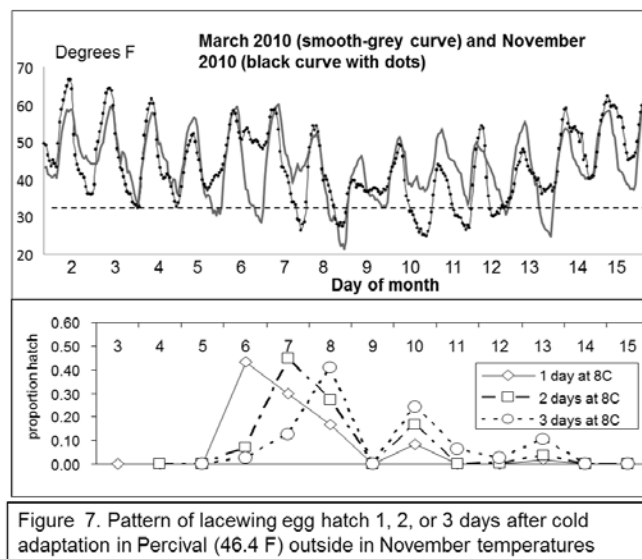 Degrees F
March 2010 (smooth-grey curve) and November
2010 (black curve with dots)
70
60
50
40
30
20
2 3 4 5 6 7 8 9 10 11 12 13 14 15
Day of month
proportion hatch
0.60
0.50
0.40
0.30
0.20
0.10
0.00
3 4 5 6 7 8 9 10 11 12 13 14 15
1 day at 8C
2 days at 8C
3 days at 8C
Figure 7. Pattern of lacewing egg hatch 1, 2, or 3 days after cold
adaptation in Percival (46.4 F) outside in November temperatures